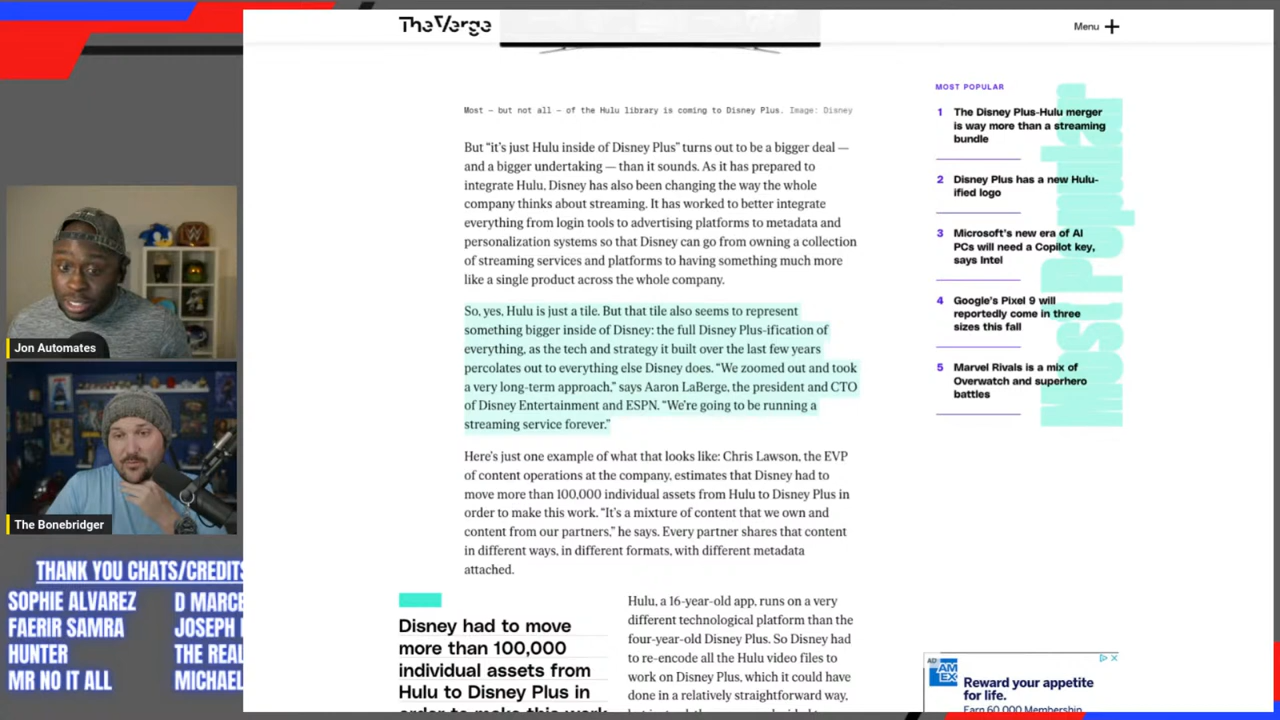 TheVerge
Menu
Most – but not all – of the Hulu library is coming to Disney Plus. Image: Disney
But “it’s just Hulu inside of Disney Plus” turns out to be a bigger deal —
and a bigger undertaking — than it sounds. As it has prepared to
integrate Hulu, Disney has also been changing the way the whole
company thinks about streaming. It has worked to better integrate
everything from login tools to advertising platforms to metadata and
personalization systems so that Disney can go from owning a collection
of streaming services and platforms to having something much more
like a single product across the whole company.
So, yes, Hulu is just a tile. But that tile also seems to represent
something bigger inside of Disney: the full Disney Plus-ification of
everything, as the tech and strategy it built over the last few years
percolates out to everything else Disney does. “We zoomed out and took
a very long-term approach,” says Aaron LaBerge, the president and CTO
of Disney Entertainment and ESPN. “We’re going to be running a
streaming service forever.”
Here’s just one example of what that looks like: Chris Lawson, the EVP
of content operations at the company, estimates that Disney had to
move more than 100,000 individual assets from Hulu to Disney Plus in
order to make this work. “It’s a mixture of content that we own and
content from our partners,” he says. Every partner shares that content
in different ways, in different formats, with different metadata
attached.
Disney had to move
more than 100,000
individual assets from
Hulu to Disney Plus in
order to make this work
Hulu, a 16-year-old app, runs on a very
different technological platform than the
four-year-old Disney Plus. So Disney had
to re-encode all the Hulu video files to
work on Disney Plus, which it could have
done in a relatively straightforward way,
MOST POPULAR
Most Popular
1 The Disney Plus-Hulu merger
is way more than a streaming
bundle
2 Disney Plus has a new Hulu-
ified logo
3 Microsoft’s new era of AI
PCs will need a Copilot key,
says Intel
4 Google’s Pixel 9 will
reportedly come in three
sizes this fall
5 Marvel Rivals is a mix of
Overwatch and superhero
battles
AD
AM
EX
Reward your appetite
for life.
Earn 60,000 Membership
Jon Automates
The Bonebridger
THANK YOU CHATS/CREDITS
SOPHIE ALVAREZ
FAERIR SAMRA
HUNTER
MR NO IT ALL
D MARCE
JOSEPH
THE REAL
MICHAEL